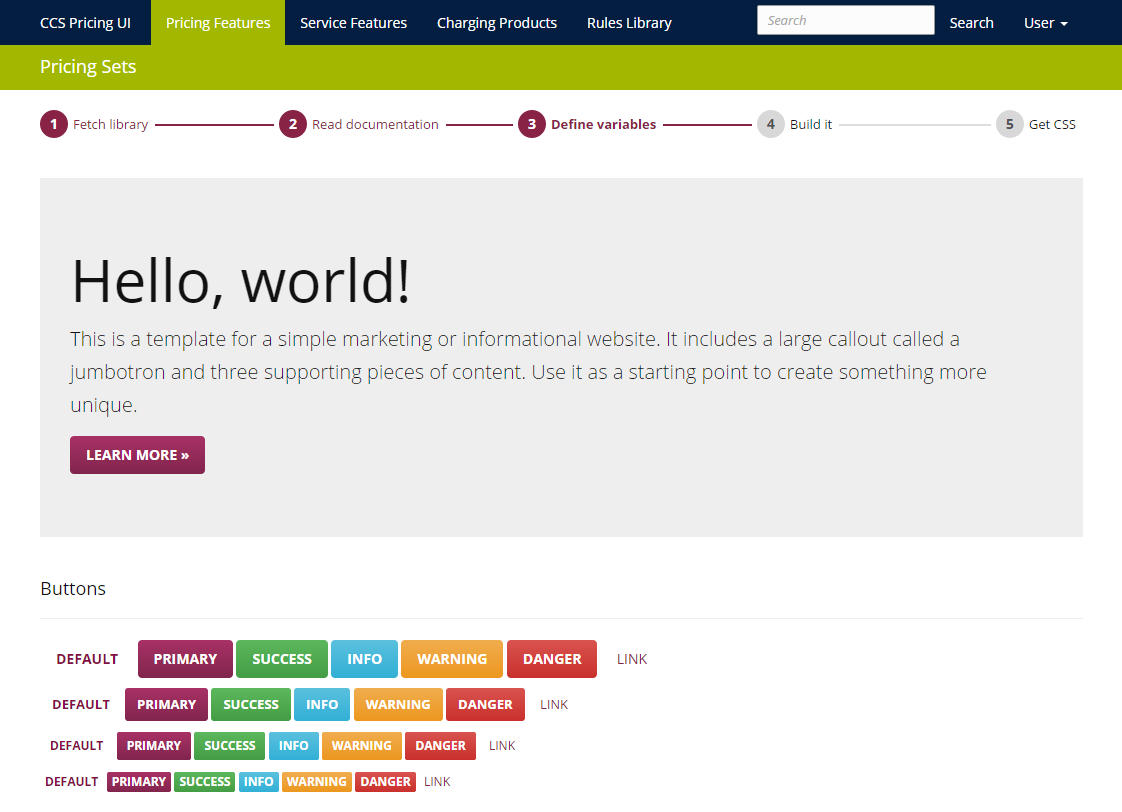 CCS Pricing UI Pricing Features Service Features Charging Products Rules Library Search Search User
Pricing Sets
1 Fetch library 2 Read documentation 3 Define variables 4 Build it 5 Get CSS
Hello, world!
This is a template for a simple marketing or informational website. It includes a large callout called a
jumbotron and three supporting pieces of content. Use it as a starting point to create something more
unique.
LEARN MORE »
Buttons
DEFAULT PRIMARY SUCCESS INFO WARNING DANGER LINK
DEFAULT PRIMARY SUCCESS INFO WARNING DANGER LINK
DEFAULT PRIMARY SUCCESS INFO WARNING DANGER LINK
DEFAULT PRIMARY SUCCESS INFO WARNING DANGER LINK